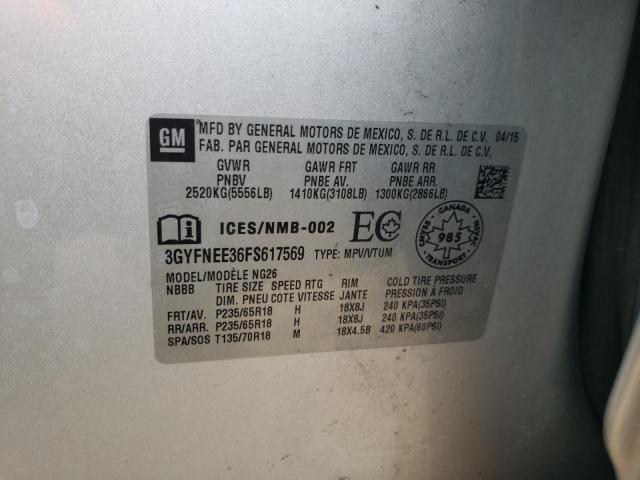 GM
MFD BY GENERAL MOTORS DE MEXICO, S. DE R.L. DE C.V. 04/15
FAB. PAR GENERAL MOTORS DE MEXICO, S. DE R.L. DE C.V.
GVWR GAWR FRT GAWR RR
PNBV PNBE AV. PNBE ARR.
2520KG(5556LB) 1410KG(3108LB) 1300KG(2866LB)
i ICES/NMB-002 EC CANADA CMVSS 985 NSVAC TRANSPORT
3GYFNEE36FS617569 TYPE: MPV/VTUM
MODEL/MODÈLE NG26
NBBB TIRE SIZE SPEED RTG RIM COLD TIRE PRESSURE
DIM. PNEU COTE VITESSE JANTE PRESSION À FROID
FRT/AV. P235/65R18 H 18X8J 240 KPA(35PSI)
RR/ARR. P235/65R18 H 18X8J 240 KPA(35PSI)
SPA/SOS T135/70R18 M 18X4.5B 420 KPA(60PSI)